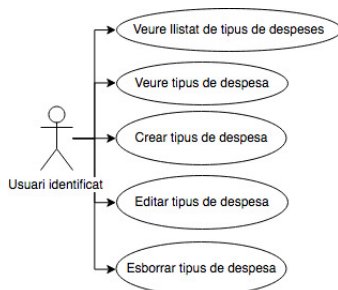 Veure llistat de tipus de despeses
Veure tipus de despesa
Crear tipus de despesa
Usuari identificat
Editar tipus de despesa
Esborrar tipus de despesa